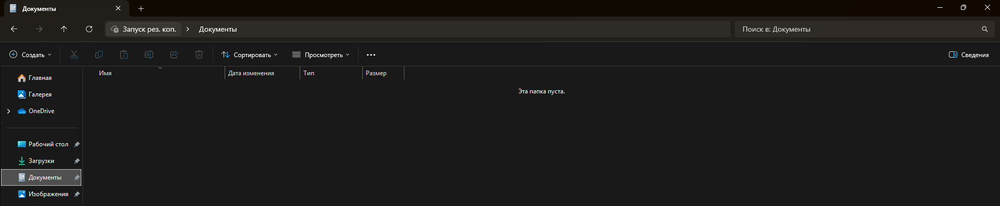 Документы
Запуск рез. коп. > Документы
Поиск в: Документы
Создать
Сортировать
Просмотреть
Сведения
Имя
Дата изменения
Тип
Размер
Эта папка пуста.
Главная
Галерея
OneDrive
Рабочий стол
Загрузки
Документы
Изображения